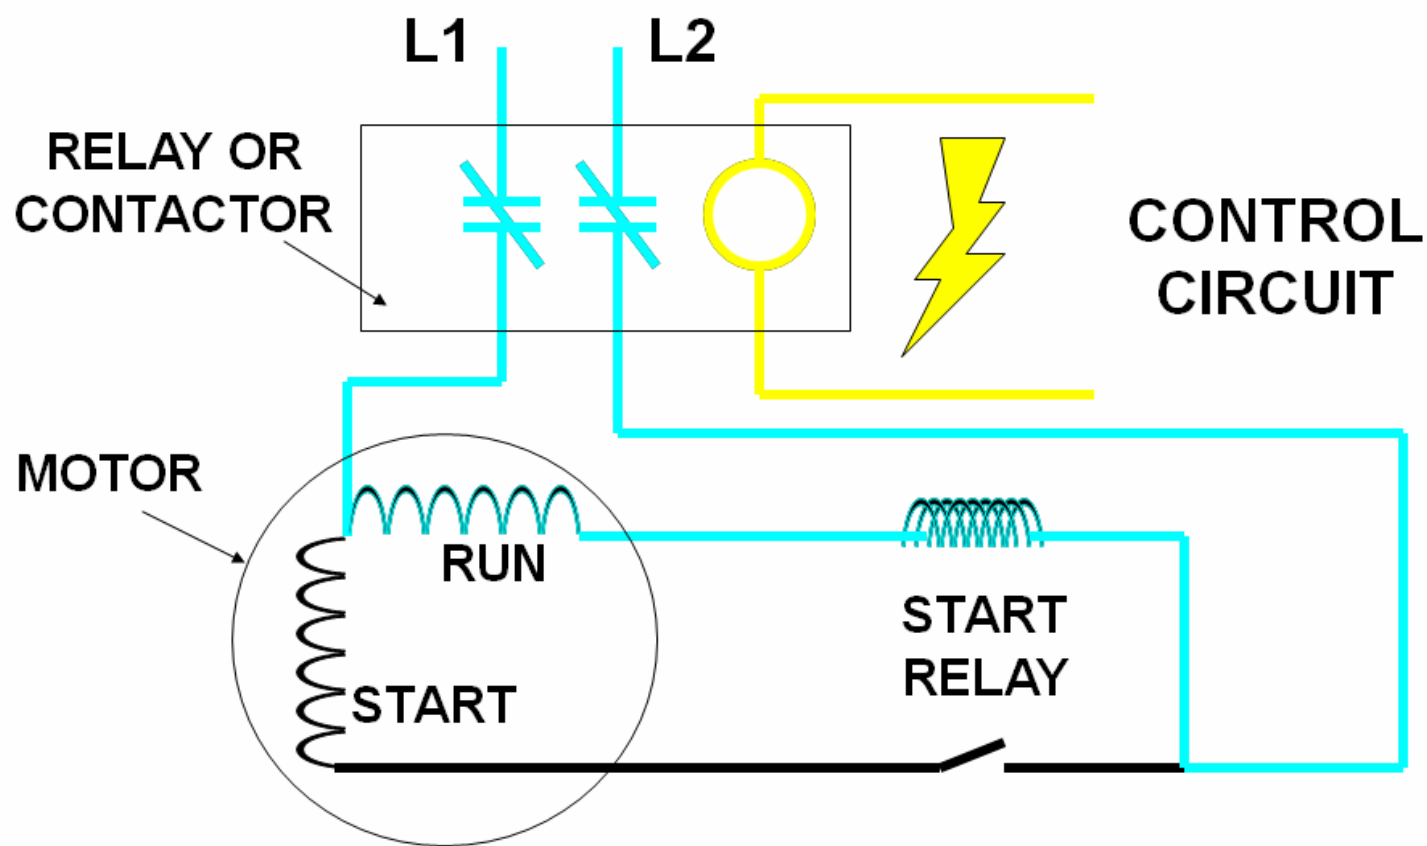 L1
L2
RELAY OR
CONTACTOR
CONTROL
CIRCUIT
MOTOR
RUN
START
RELAY
START